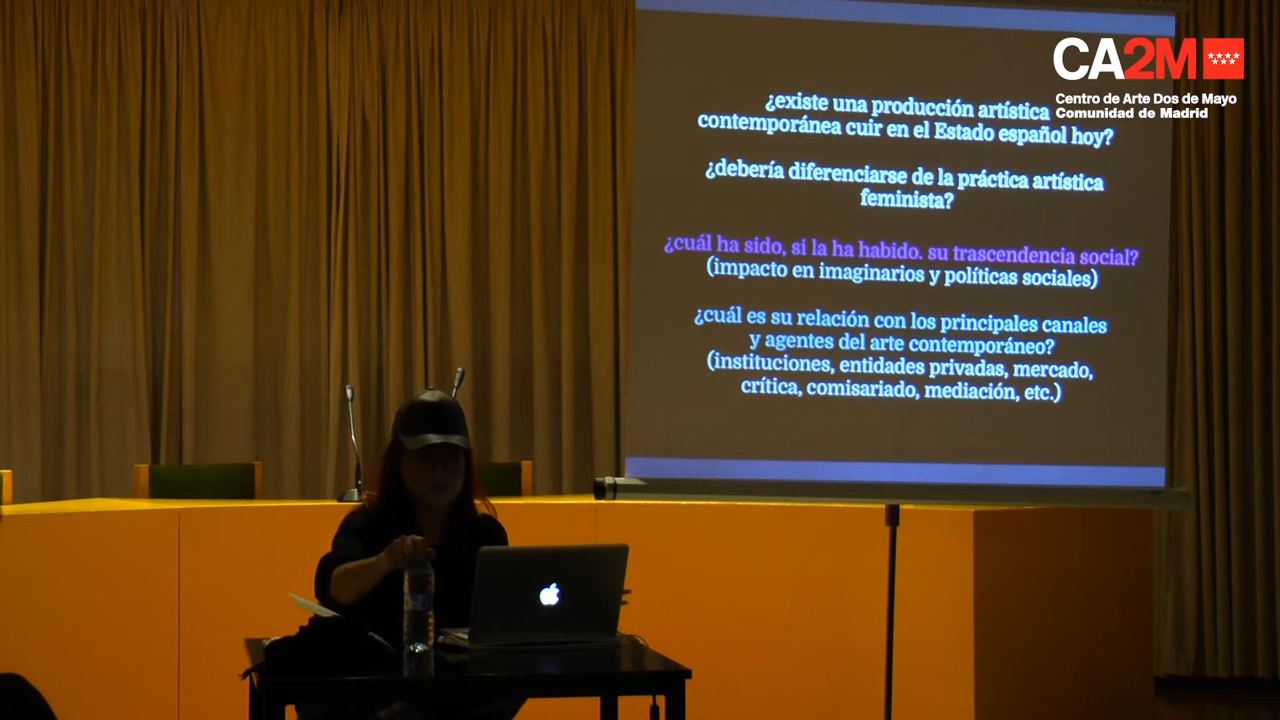 CA2M
Centro de Arte Dos de Mayo
Comunidad de Madrid
¿existe una producción artística
contemporánea cuir en el Estado español hoy?
¿debería diferenciarse de la práctica artística
feminista?
¿cuál ha sido, si la ha habido. su trascendencia social?
(impacto en imaginarios y políticas sociales)
¿cuál es su relación con los principales canales
y agentes del arte contemporáneo?
(instituciones, entidades privadas, mercado,
crítica, comisariado, mediación, etc.)